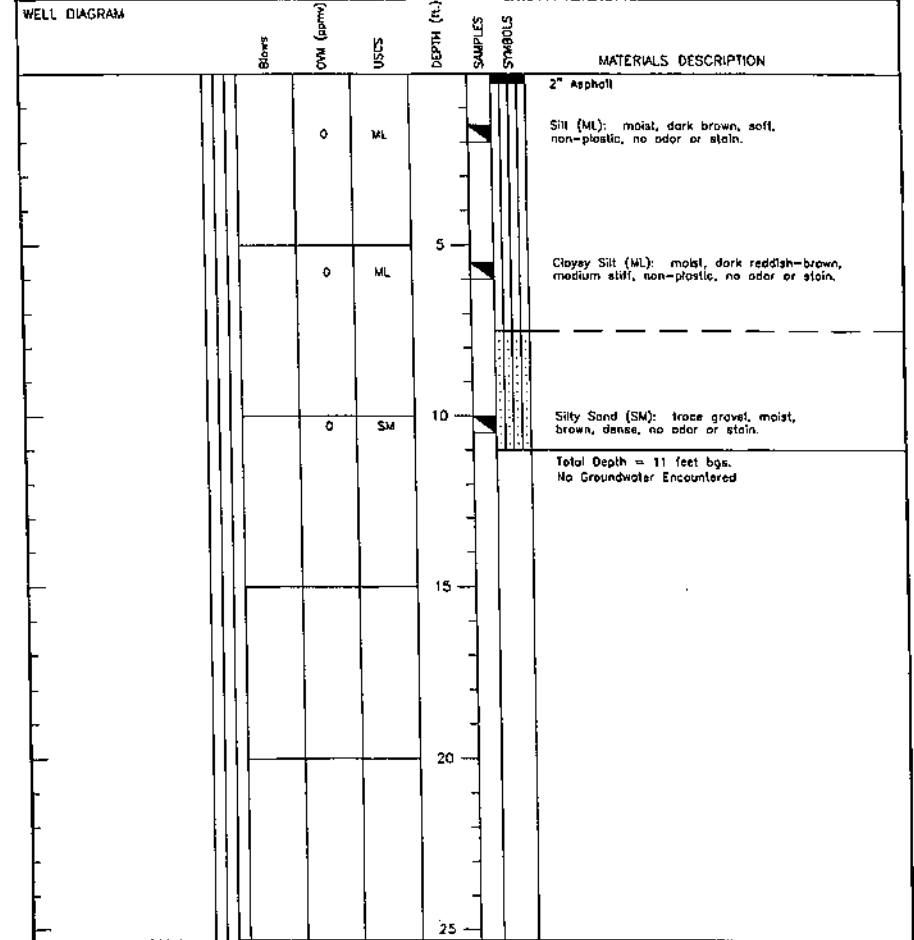 WELL DIAGRAM
Blows
OVM (ppmv)
USCS
DEPTH (ft.)
SAMPLES
SYMBOLS
MATERIALS DESCRIPTION
2" Asphalt
0 ML
Silt (ML): moist, dark brown, soft,
non-plastic, no odor or stain.
5
0 ML
Clayey Silt (ML): moist, dark reddish-brown,
medium stiff, non-plastic, no odor or stain.
10
0 SM
Silty Sand (SM): trace gravel, moist,
brown, dense, no odor or stain.
Total Depth = 11 feet bgs.
No Groundwater Encountered
15
20
25